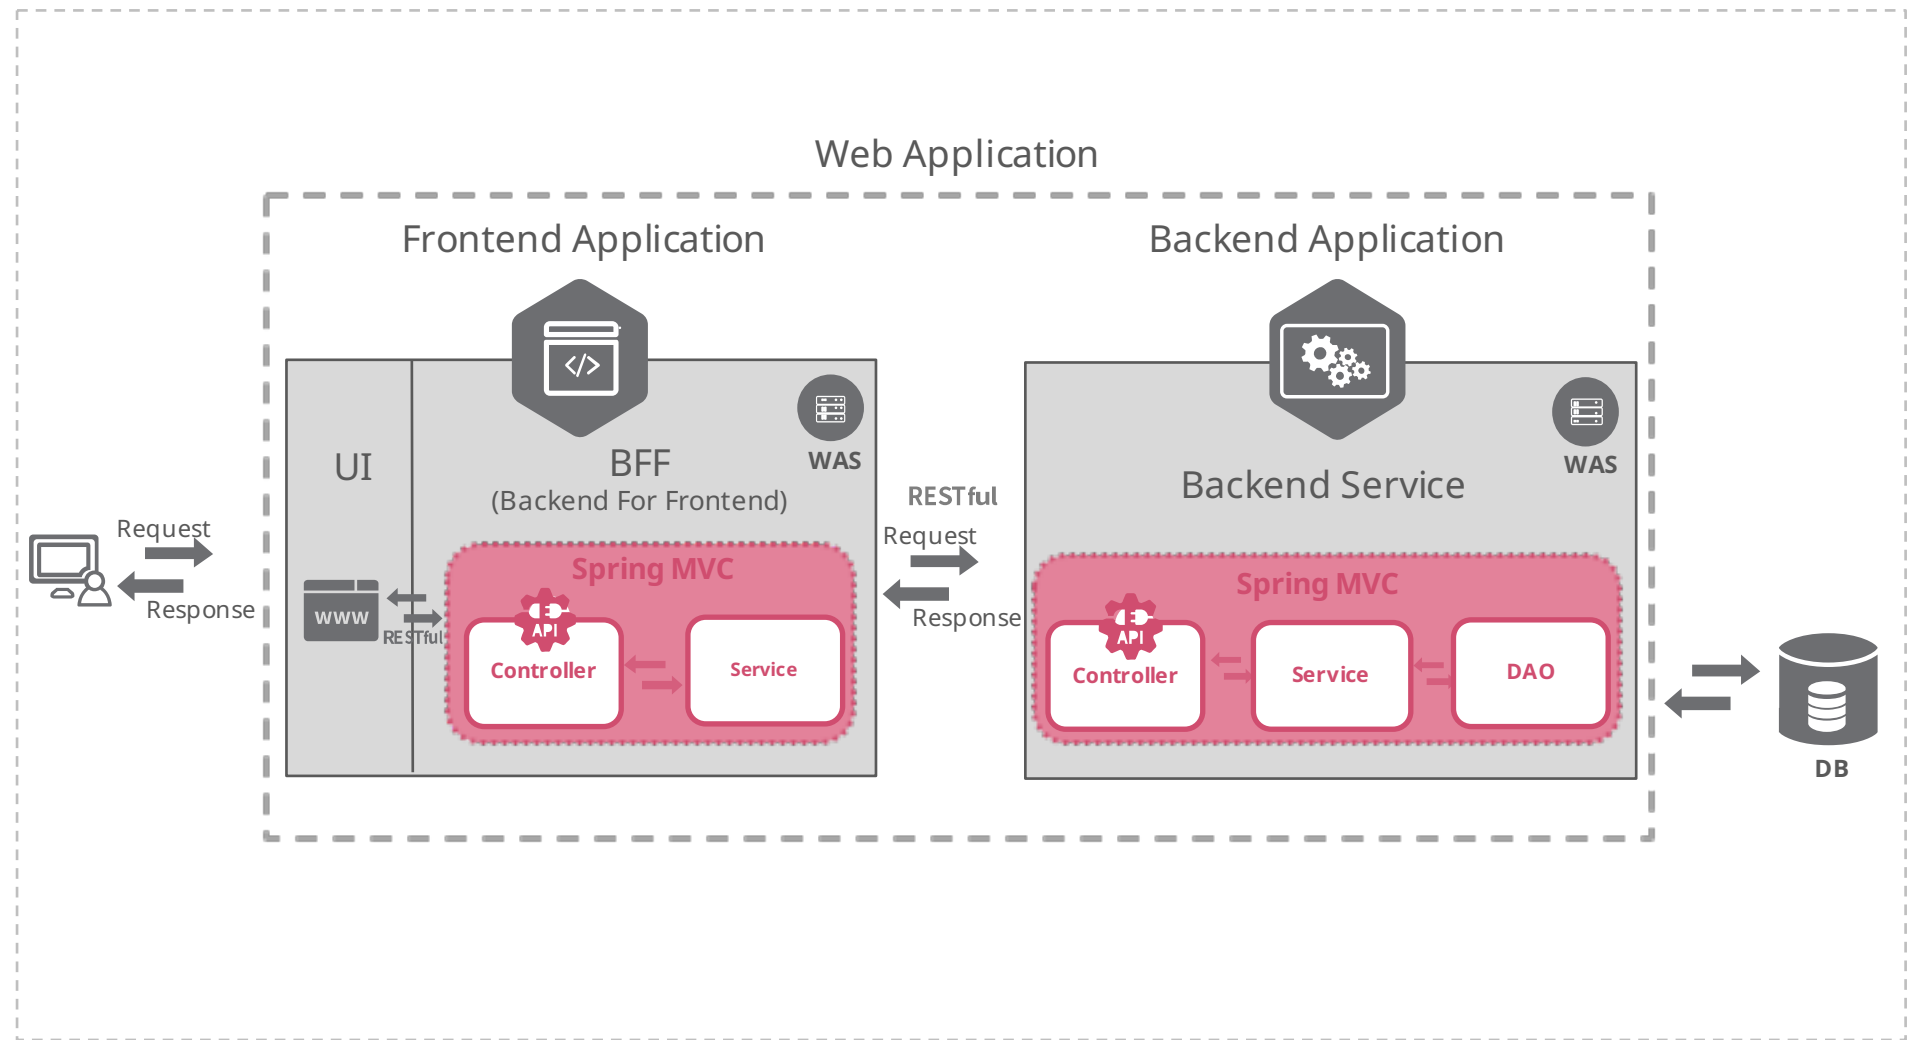 Web Application
Frontend Application
Backend Application
</>
WAS
WAS
UI
BFF
(Backend For Frontend)
Backend Service
RESTful
Request
Request
Response
Response
Spring MVC
Spring MVC
WWW
RESTful
API
Controller
Service
API
Controller
Service
DAO
DB